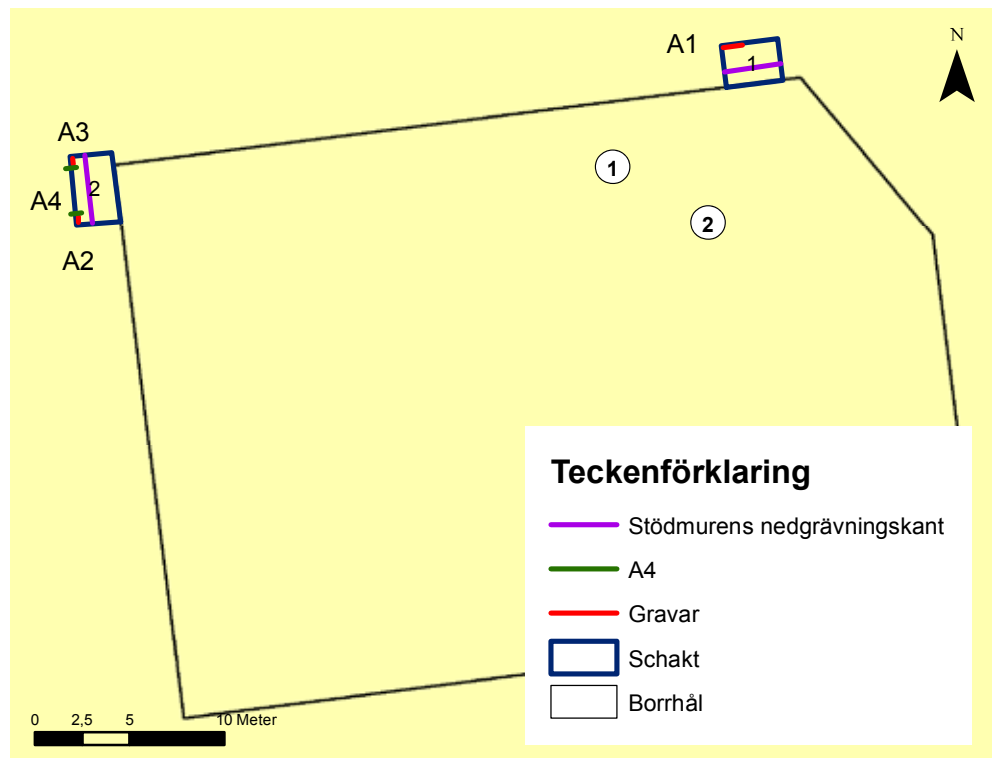 A1
1
N
A3
A4
2
A2
1
2
Teckenförklaring
Stödmurens nedgrävningskant
A4
Gravar
Schakt
Borrhål
0 2,5 5 10 Meter